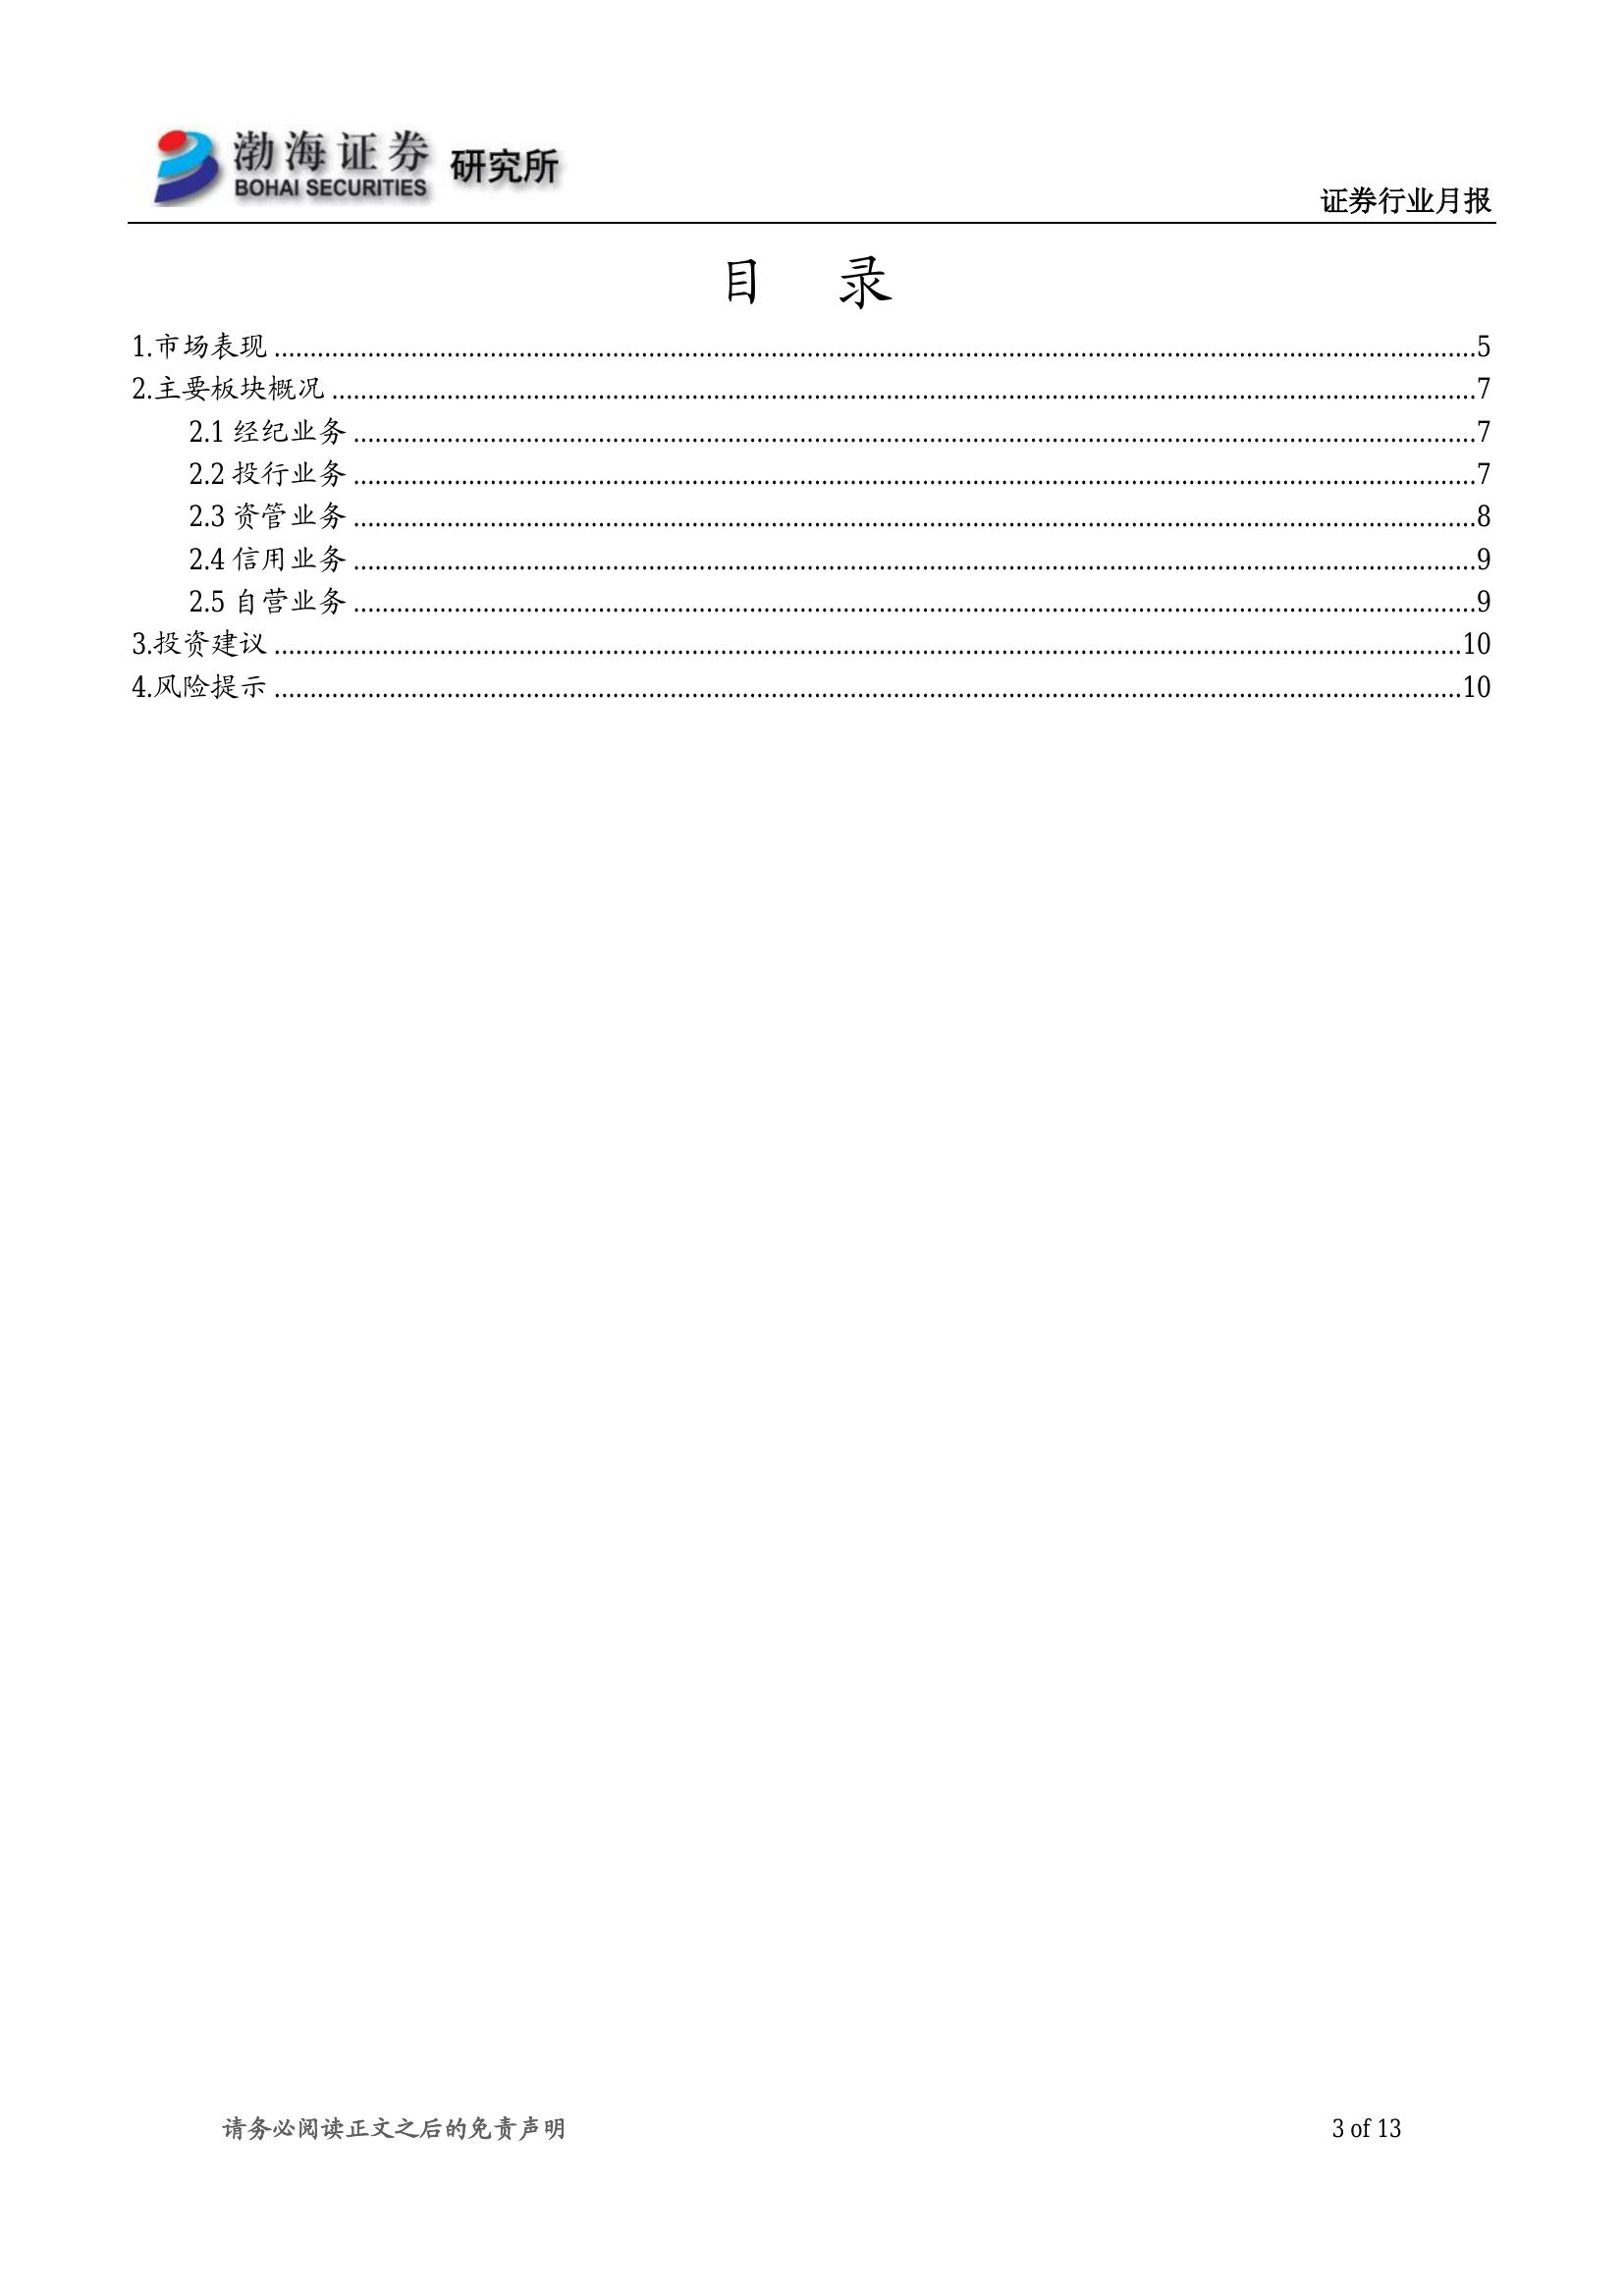 渤海证券 研究所
BOHAI SECURITIES
证券行业月报
目 录
1.市场表现 ........................................ 5
2.主要板块概况 ........................................ 7
2.1 经纪业务 ........................................ 7
2.2 投行业务 ........................................ 7
2.3 资管业务 ........................................ 8
2.4 信用业务 ........................................ 9
2.5 自营业务 ........................................ 9
3.投资建议 ........................................ 10
4.风险提示 ........................................ 10
请务必阅读正文之后的免责声明 3 of 13